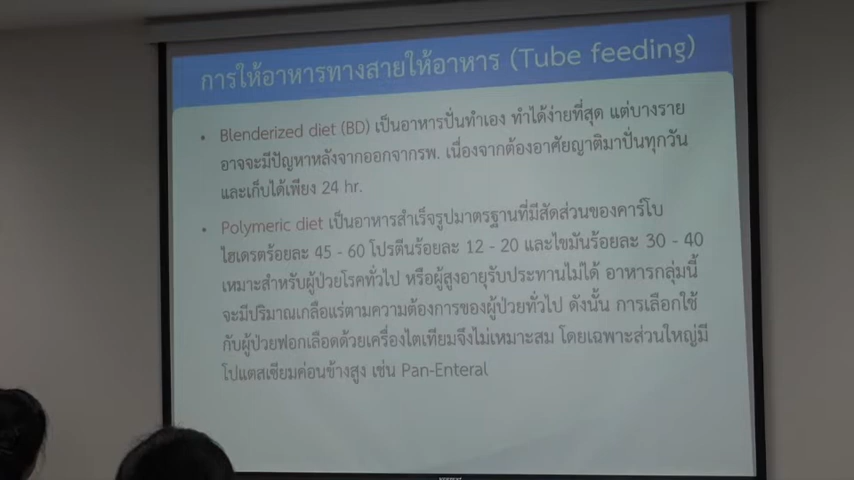 การให้อาหารทางสายให้อาหาร (Tube feeding)
• Blenderized diet (BD) เป็นอาหารปั่นทำเอง ทำได้ง่ายที่สุด แต่บางราย
อาจจะมีปัญหาหลังจากออกจากรพ. เนื่องจากต้องอาศัยญาติมาปั่นทุกวัน
และเก็บได้เพียง 24 hr.
• Polymeric diet เป็นอาหารสำเร็จรูปมาตรฐานที่มีสัดส่วนของคาร์โบ
ไฮเดรตร้อยละ 45 - 60 โปรตีนร้อยละ 12 - 20 และไขมันร้อยละ 30 - 40
เหมาะสำหรับผู้ป่วยโรคทั่วไป หรือผู้สูงอายุรับประทานไม่ได้ อาหารกลุ่มนี้
จะมีปริมาณเกลือแร่ตามความต้องการของผู้ป่วยทั่วไป ดังนั้น การเลือกใช้
กับผู้ป่วยฟอกเลือดด้วยเครื่องไตเทียมจึงไม่เหมาะสม โดยเฉพาะส่วนใหญ่มี
โปแตสเซียมค่อนข้างสูง เช่น Pan-Enteral